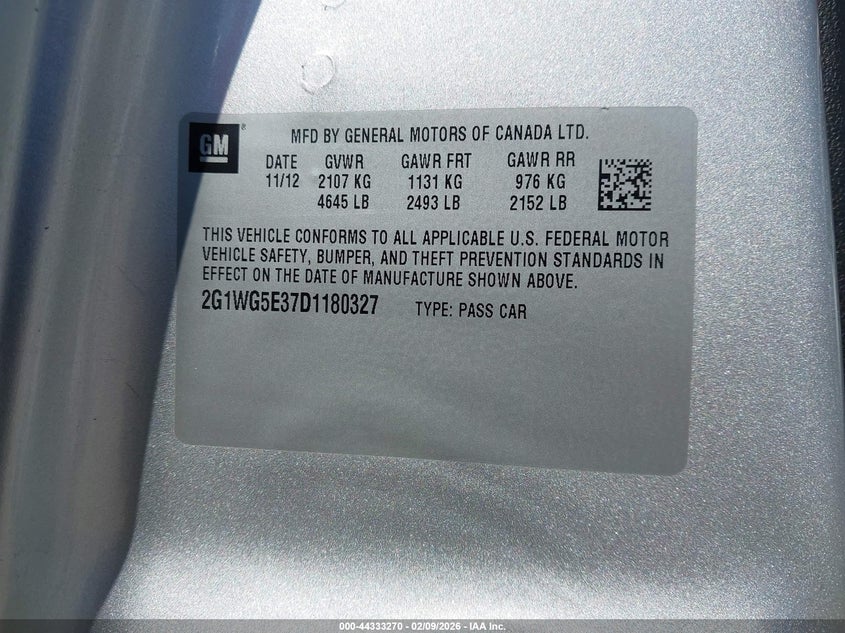 GM
MFD BY GENERAL MOTORS OF CANADA LTD.
DATE GVWR GAWR FRT GAWR RR
11/12 2107 KG 1131 KG 976 KG
4645 LB 2493 LB 2152 LB
THIS VEHICLE CONFORMS TO ALL APPLICABLE U.S. FEDERAL MOTOR
VEHICLE SAFETY, BUMPER, AND THEFT PREVENTION STANDARDS IN
EFFECT ON THE DATE OF MANUFACTURE SHOWN ABOVE.
2G1WG5E37D1180327 TYPE: PASS CAR
000-44333270 - 02/09/2026 - IAA Inc.